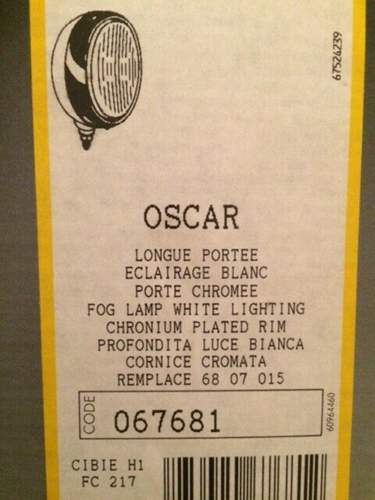 67524239
OSCAR
LONGUE PORTEE
ECLAIRAGE BLANC
PORTE CHROMEE
FOG LAMP WHITE LIGHTING
CHRONIUM PLATED RIM
PROFONDITA LUCE BIANCA
CORNICE CROMATA
REMPLACE 68 07 015
CODE
067681
60964460
CIBIE H1
FC 217